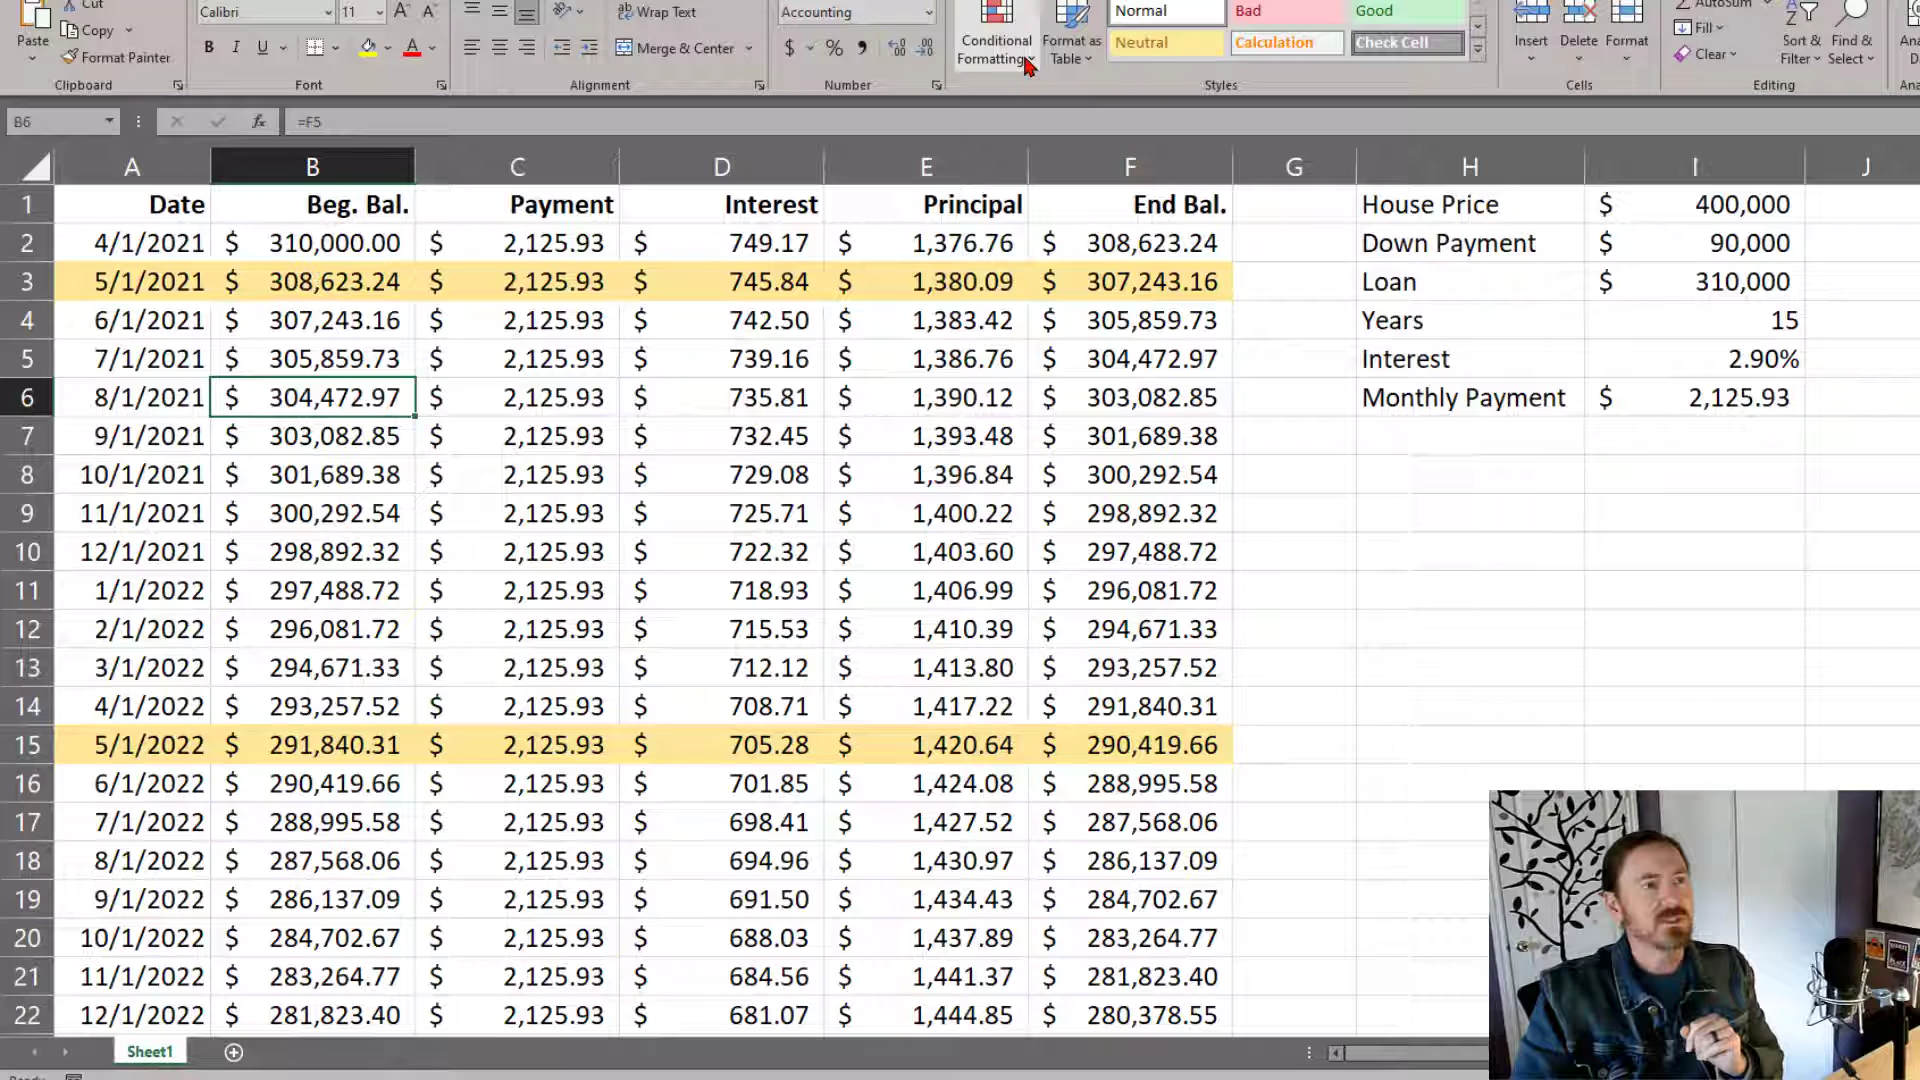 Cut
Calibri 11 A A
Wrap Text
Accounting
Normal Bad Good
AutoSum
Paste Copy
B I U A
Merge & Center
$ % 9
Conditional Formatting
Format as Table
Neutral Calculation Check Cell
Insert Delete Format
Fill
Clear
Sort & Filter
Find & Select
Format Painter
Clipboard Font Alignment Number Styles Cells Editing
B6 fx =F5
A B C D E F G H I J
1 Date Beg. Bal. Payment Interest Principal End Bal. House Price $ 400,000
2 4/1/2021 $ 310,000.00 $ 2,125.93 $ 749.17 $ 1,376.76 $ 308,623.24 Down Payment $ 90,000
3 5/1/2021 $ 308,623.24 $ 2,125.93 $ 745.84 $ 1,380.09 $ 307,243.16 Loan $ 310,000
4 6/1/2021 $ 307,243.16 $ 2,125.93 $ 742.50 $ 1,383.42 $ 305,859.73 Years 15
5 7/1/2021 $ 305,859.73 $ 2,125.93 $ 739.16 $ 1,386.76 $ 304,472.97 Interest 2.90%
6 8/1/2021 $ 304,472.97 $ 2,125.93 $ 735.81 $ 1,390.12 $ 303,082.85 Monthly Payment $ 2,125.93
7 9/1/2021 $ 303,082.85 $ 2,125.93 $ 732.45 $ 1,393.48 $ 301,689.38
8 10/1/2021 $ 301,689.38 $ 2,125.93 $ 729.08 $ 1,396.84 $ 300,292.54
9 11/1/2021 $ 300,292.54 $ 2,125.93 $ 725.71 $ 1,400.22 $ 298,892.32
10 12/1/2021 $ 298,892.32 $ 2,125.93 $ 722.32 $ 1,403.60 $ 297,488.72
11 1/1/2022 $ 297,488.72 $ 2,125.93 $ 718.93 $ 1,406.99 $ 296,081.72
12 2/1/2022 $ 296,081.72 $ 2,125.93 $ 715.53 $ 1,410.39 $ 294,671.33
13 3/1/2022 $ 294,671.33 $ 2,125.93 $ 712.12 $ 1,413.80 $ 293,257.52
14 4/1/2022 $ 293,257.52 $ 2,125.93 $ 708.71 $ 1,417.22 $ 291,840.31
15 5/1/2022 $ 291,840.31 $ 2,125.93 $ 705.28 $ 1,420.64 $ 290,419.66
16 6/1/2022 $ 290,419.66 $ 2,125.93 $ 701.85 $ 1,424.08 $ 288,995.58
17 7/1/2022 $ 288,995.58 $ 2,125.93 $ 698.41 $ 1,427.52 $ 287,568.06
18 8/1/2022 $ 287,568.06 $ 2,125.93 $ 694.96 $ 1,430.97 $ 286,137.09
19 9/1/2022 $ 286,137.09 $ 2,125.93 $ 691.50 $ 1,434.43 $ 284,702.67
20 10/1/2022 $ 284,702.67 $ 2,125.93 $ 688.03 $ 1,437.89 $ 283,264.77
21 11/1/2022 $ 283,264.77 $ 2,125.93 $ 684.56 $ 1,441.37 $ 281,823.40
22 12/1/2022 $ 281,823.40 $ 2,125.93 $ 681.07 $ 1,444.85 $ 280,378.55
Sheet1